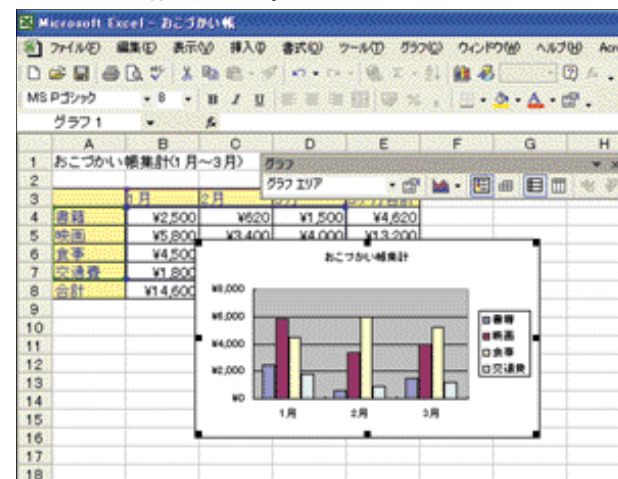 Microsoft Excel - おこづかい帳
ファイル(F) 編集(E) 表示(V) 挿入(I) 書式(O) ツール(T) グラフ(C) ウィンドウ(W) ヘルプ(H)
MS Pゴシック 8 B I U
グラフ 1
A B C D E F G H
1 おこづかい帳集計(1月～3月)
グラフ
2
グラフ エリア
3 1月 2月
4 書籍 ¥2,500 ¥620 ¥1,500 ¥4,620
5 映画 ¥5,800 ¥3,400 ¥4,000 ¥13,200
6 食事 ¥4,500
7 交通費 ¥1,800
8 合計 ¥14,600
9
10
11
12
13
14
15
16
17
18
おこづかい帳集計
¥8,000
¥6,000
¥4,000
¥2,000
¥0
1月 2月 3月
書籍
映画
食事
交通費